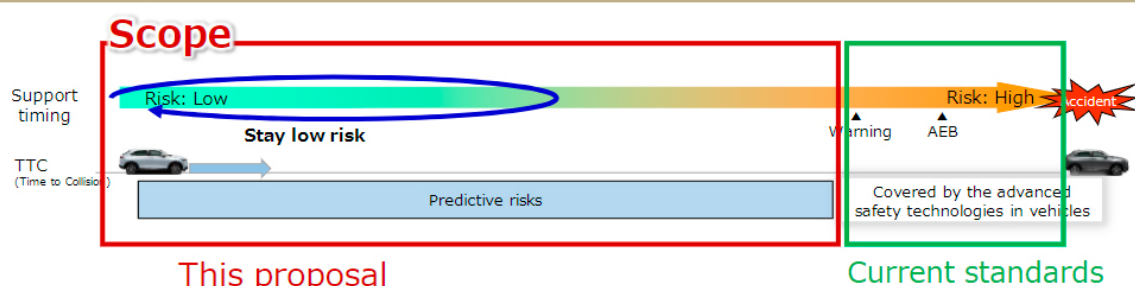 Scope
Support
timing
Risk: Low
Risk: High
Accident
Stay low risk
Warning
AEB
TTC
(Time to Collision)
Predictive risks
Covered by the advanced
safety technologies in vehicles
This proposal
Current standards